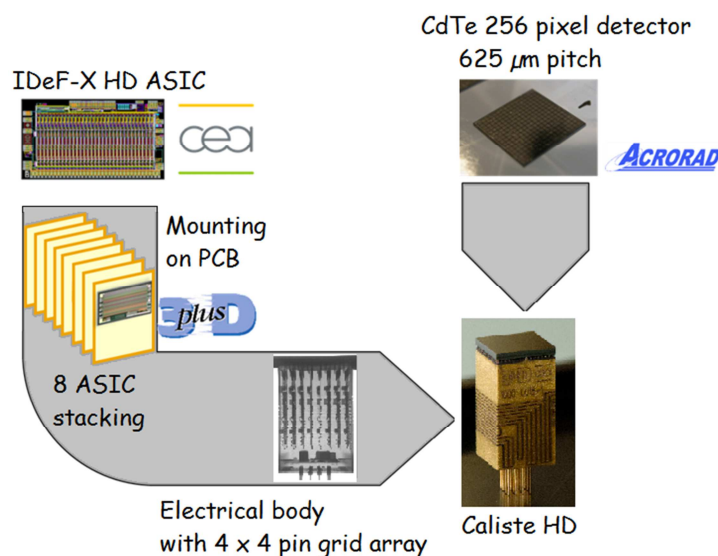 CdTe 256 pixel detector
625 μm pitch
IDeF-X HD ASIC
cea
ACRORAD
Mounting
on PCB
3D plus
8 ASIC
stacking
Electrical body
with 4 x 4 pin grid array
Caliste HD